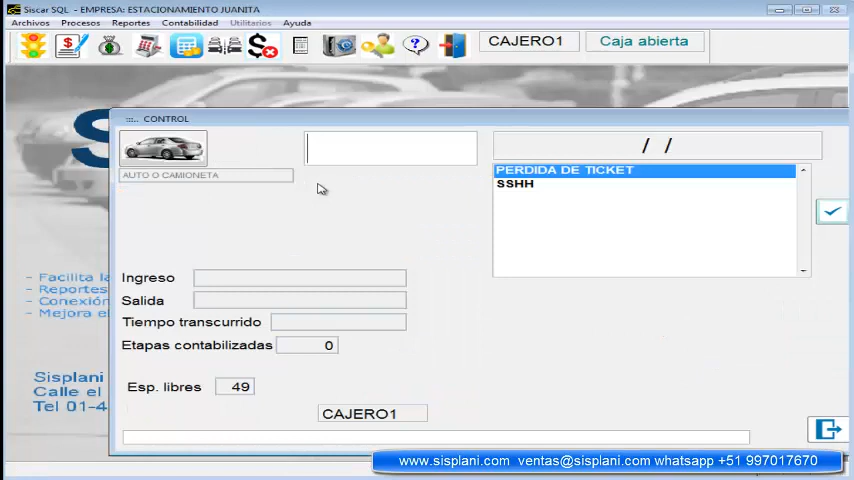 Siscar SQL - EMPRESA: ESTACIONAMIENTO JUANITA
Archivos Procesos Reportes Contabilidad Utilitarios Ayuda
CAJERO1
Caja abierta
S
:::.. CONTROL
AUTO O CAMIONETA
/ /
PERDIDA DE TICKET
SSHH
- Facilita la
- Reportes
- Conexión
- Mejora el
Ingreso
Salida
Tiempo transcurrido
Etapas contabilizadas 0
Esp. libres 49
Sisplani
Calle el
Tel 01-4
CAJERO1
www.sisplani.com ventas@sisplani.com whatsapp +51 997017670